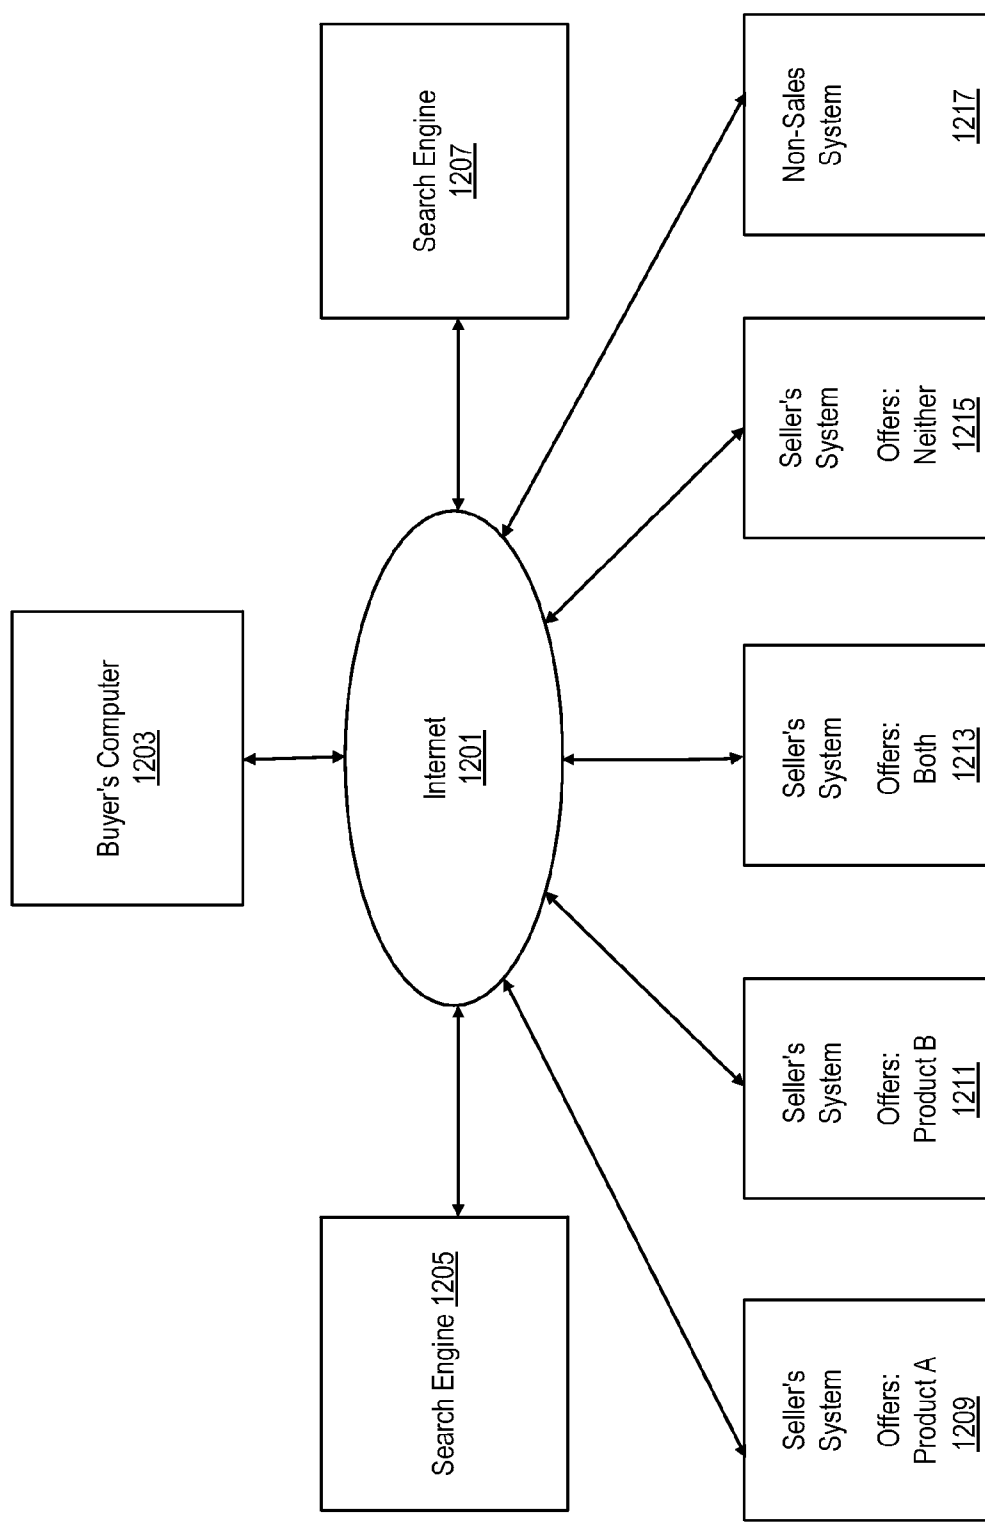 Buyer's Computer
1203
Search Engine 1205
Internet
1201
Search Engine
1207
Seller's
System
Offers:
Product A
1209
Seller's
System
Offers:
Product B
1211
Seller's
System
Offers:
Both
1213
Seller's
System
Offers:
Neither
1215
Non-Sales
System
1217